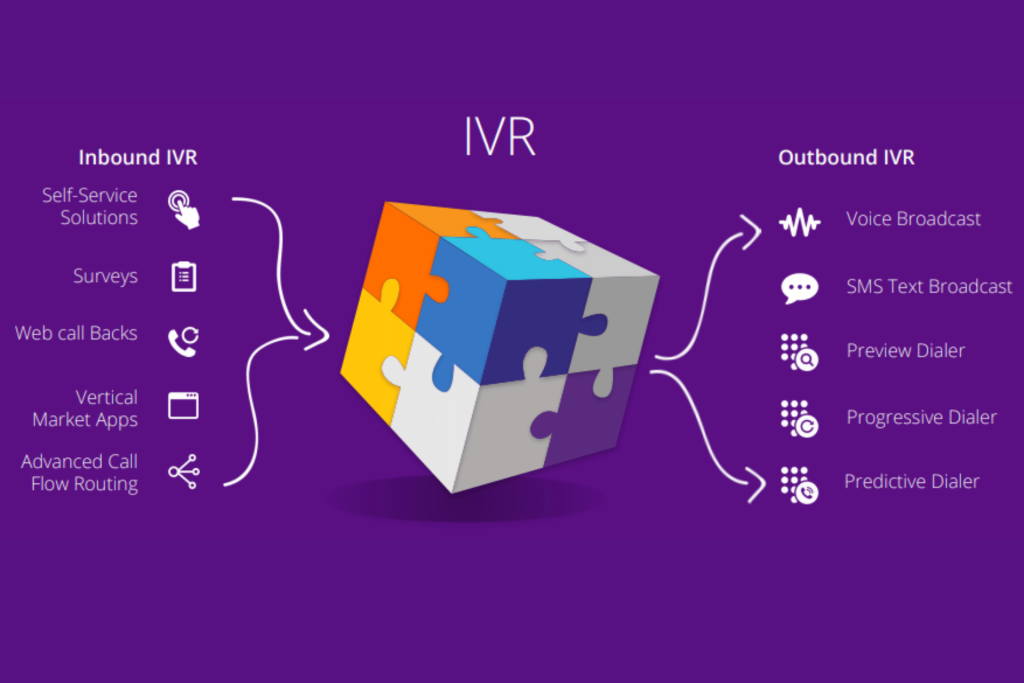 IVR
Inbound IVR
Self-Service
Solutions
Surveys
Web call Backs
Vertical
Market Apps
Advanced Call
Flow Routing
Outbound IVR
Voice Broadcast
SMS Text Broadcast
Preview Dialer
Progressive Dialer
Predictive Dialer